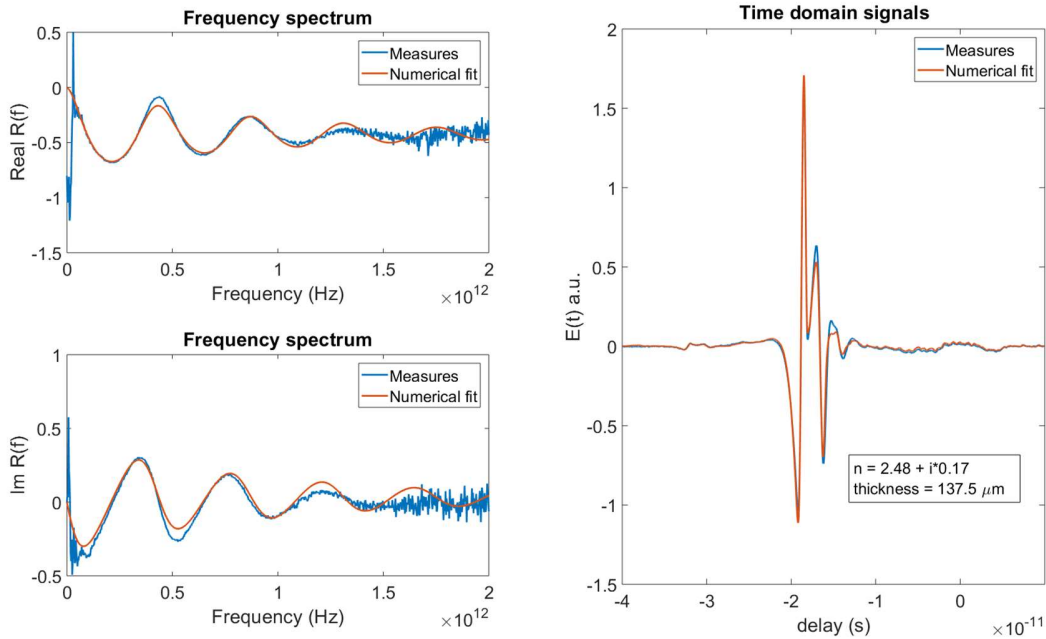 Frequency spectrum
0.5
0
-0.5
-1
-1.5
Real R(f)
Measures
Numerical fit
0 0.5 1 1.5 2
Frequency (Hz) ×10^12
Frequency spectrum
1
0.5
0
-0.5
Im R(f)
Measures
Numerical fit
0 0.5 1 1.5 2
Frequency (Hz) ×10^12
Time domain signals
2
1.5
1
0.5
0
-0.5
-1
-1.5
E(t) a.u.
Measures
Numerical fit
n = 2.48 + i*0.17
thickness = 137.5 μm
-4 -3 -2 -1 0
delay (s) ×10^-11